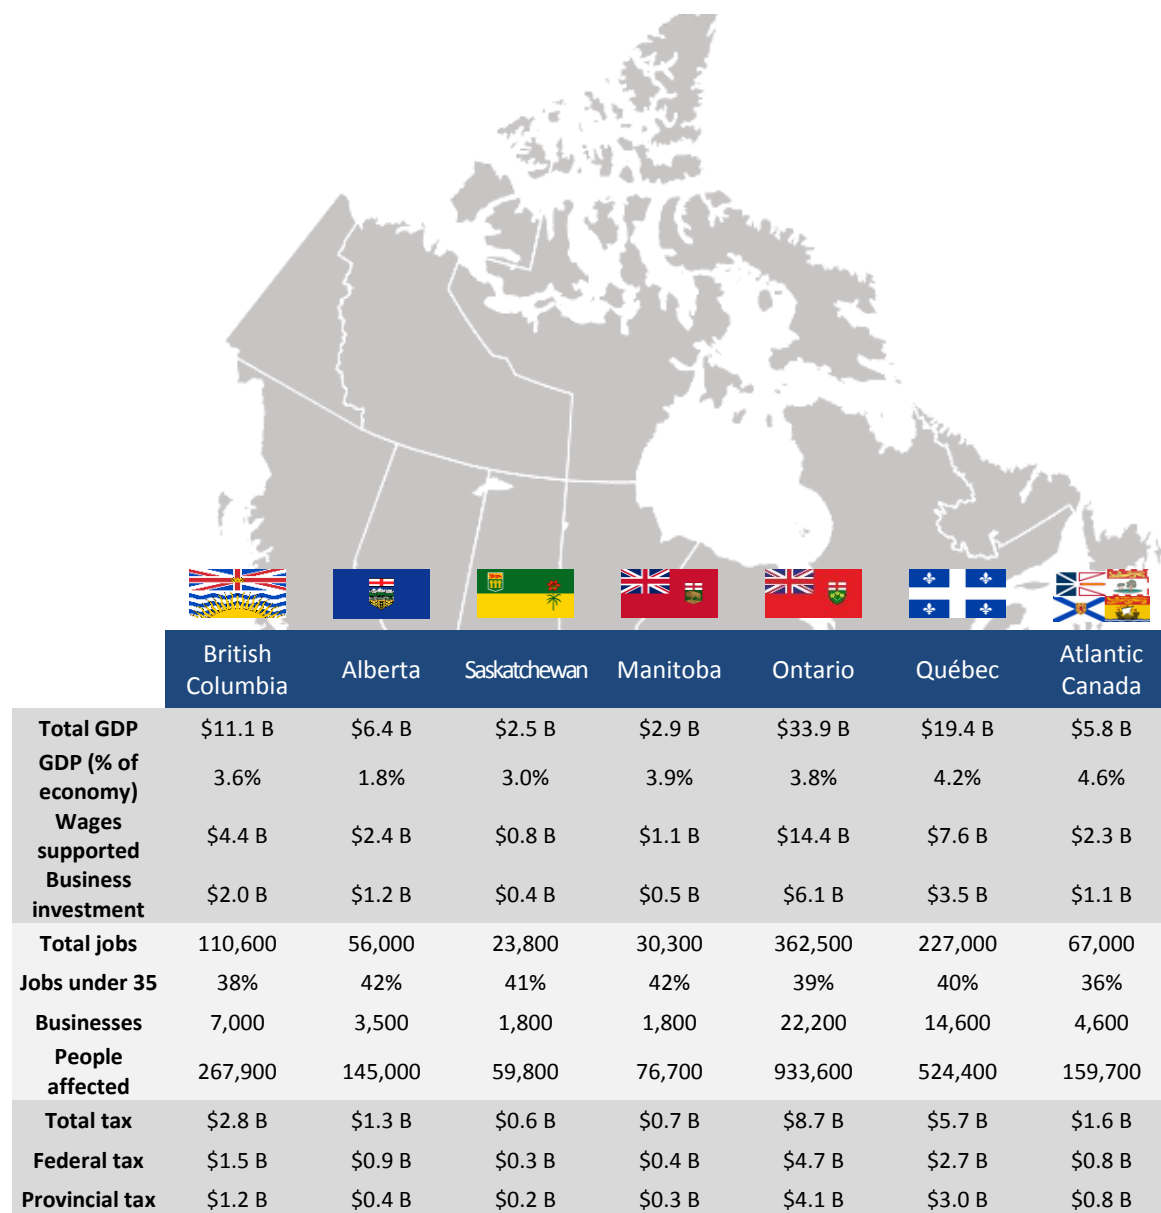 British Columbia Alberta Saskatchewan Manitoba Ontario Québec Atlantic Canada
Total GDP $11.1 B $6.4 B $2.5 B $2.9 B $33.9 B $19.4 B $5.8 B
GDP (% of economy) 3.6% 1.8% 3.0% 3.9% 3.8% 4.2% 4.6%
Wages supported $4.4 B $2.4 B $0.8 B $1.1 B $14.4 B $7.6 B $2.3 B
Business investment $2.0 B $1.2 B $0.4 B $0.5 B $6.1 B $3.5 B $1.1 B
Total jobs 110,600 56,000 23,800 30,300 362,500 227,000 67,000
Jobs under 35 38% 42% 41% 42% 39% 40% 36%
Businesses 7,000 3,500 1,800 1,800 22,200 14,600 4,600
People affected 267,900 145,000 59,800 76,700 933,600 524,400 159,700
Total tax $2.8 B $1.3 B $0.6 B $0.7 B $8.7 B $5.7 B $1.6 B
Federal tax $1.5 B $0.9 B $0.3 B $0.4 B $4.7 B $2.7 B $0.8 B
Provincial tax $1.2 B $0.4 B $0.2 B $0.3 B $4.1 B $3.0 B $0.8 B